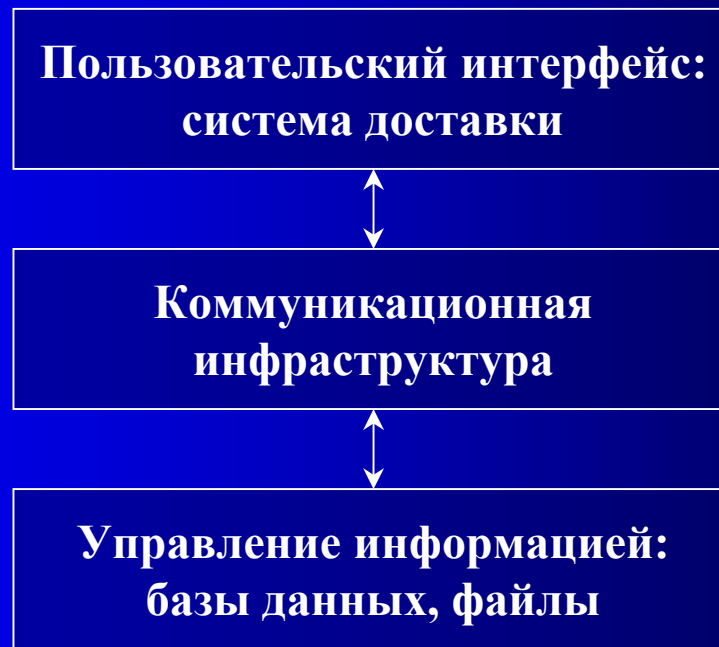 Пользовательский интерфейс:
система доставки
Коммуникационная
инфраструктура
Управление информацией:
базы данных, файлы